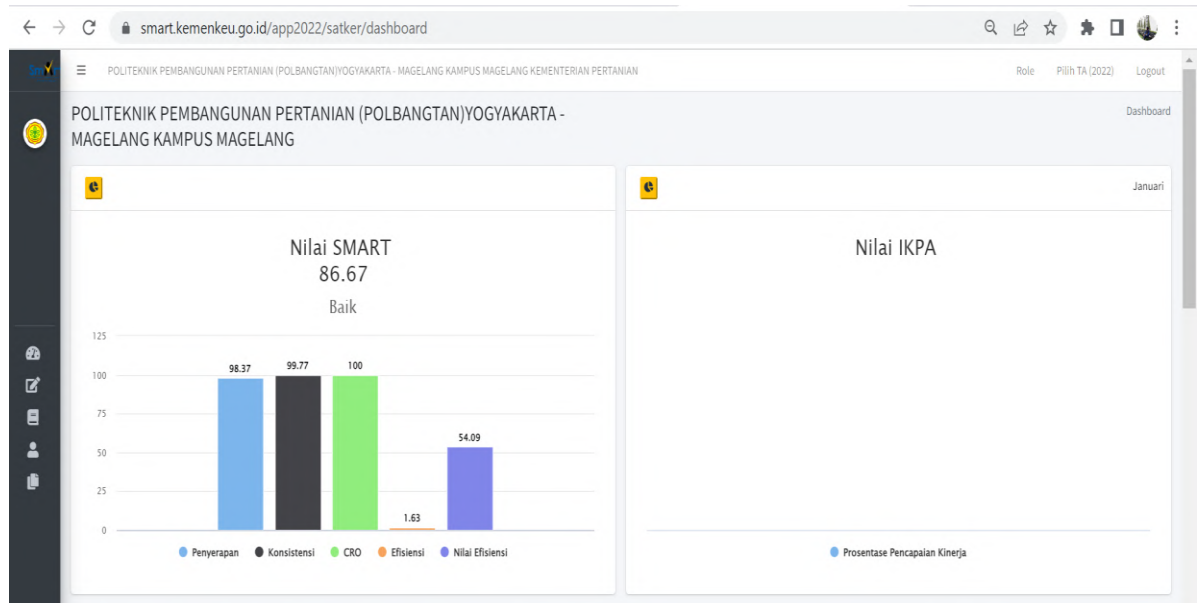 smart.kemenkeu.go.id/app2022/satker/dashboard
POLITEKNIK PEMBANGUNAN PERTANIAN (POLBANGTAN)YOGYAKARTA - MAGELANG KAMPUS MAGELANG KEMENTERIAN PERTANIAN
Role Pilih TA (2022) Logout
POLITEKNIK PEMBANGUNAN PERTANIAN (POLBANGTAN)YOGYAKARTA -
MAGELANG KAMPUS MAGELANG
Dashboard
Nilai SMART
86.67
Baik
125
100
75
50
25
0
98.37
99.77
100
1.63
54.09
Penyerapan Konsistensi CRO Efisiensi Nilai Efisiensi
Januari
Nilai IKPA
Prosentase Pencapaian Kinerja